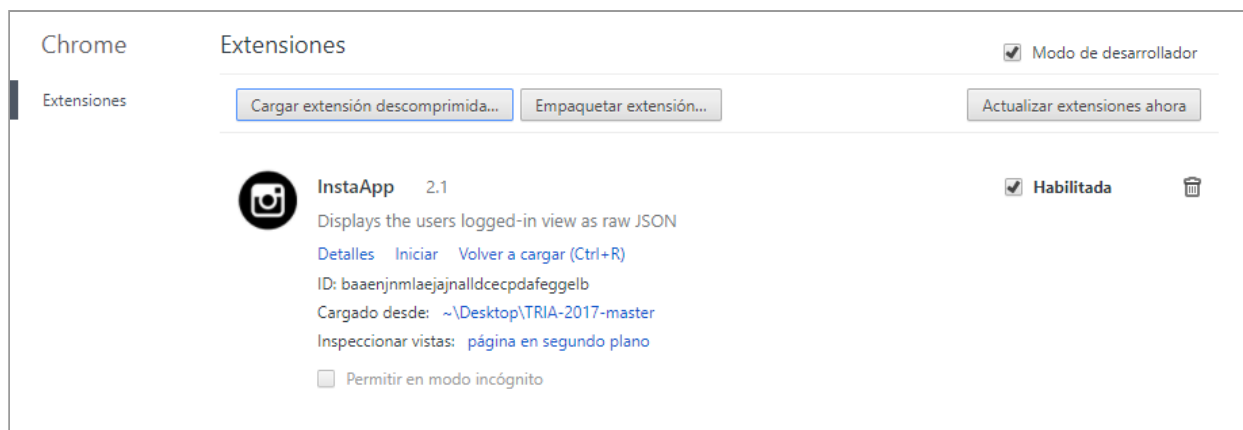 Chrome
Extensiones
Modo de desarrollador
Extensiones
Cargar extensión descomprimida...
Empaquetar extensión...
Actualizar extensiones ahora
InstaApp 2.1
Habilitada
Displays the users logged-in view as raw JSON
Detalles Iniciar Volver a cargar (Ctrl+R)
ID: baaenjnmlaejajnalldcecpdafeggelb
Cargado desde: ~\Desktop\TRIA-2017-master
Inspeccionar vistas: página en segundo plano
Permitir en modo incógnito